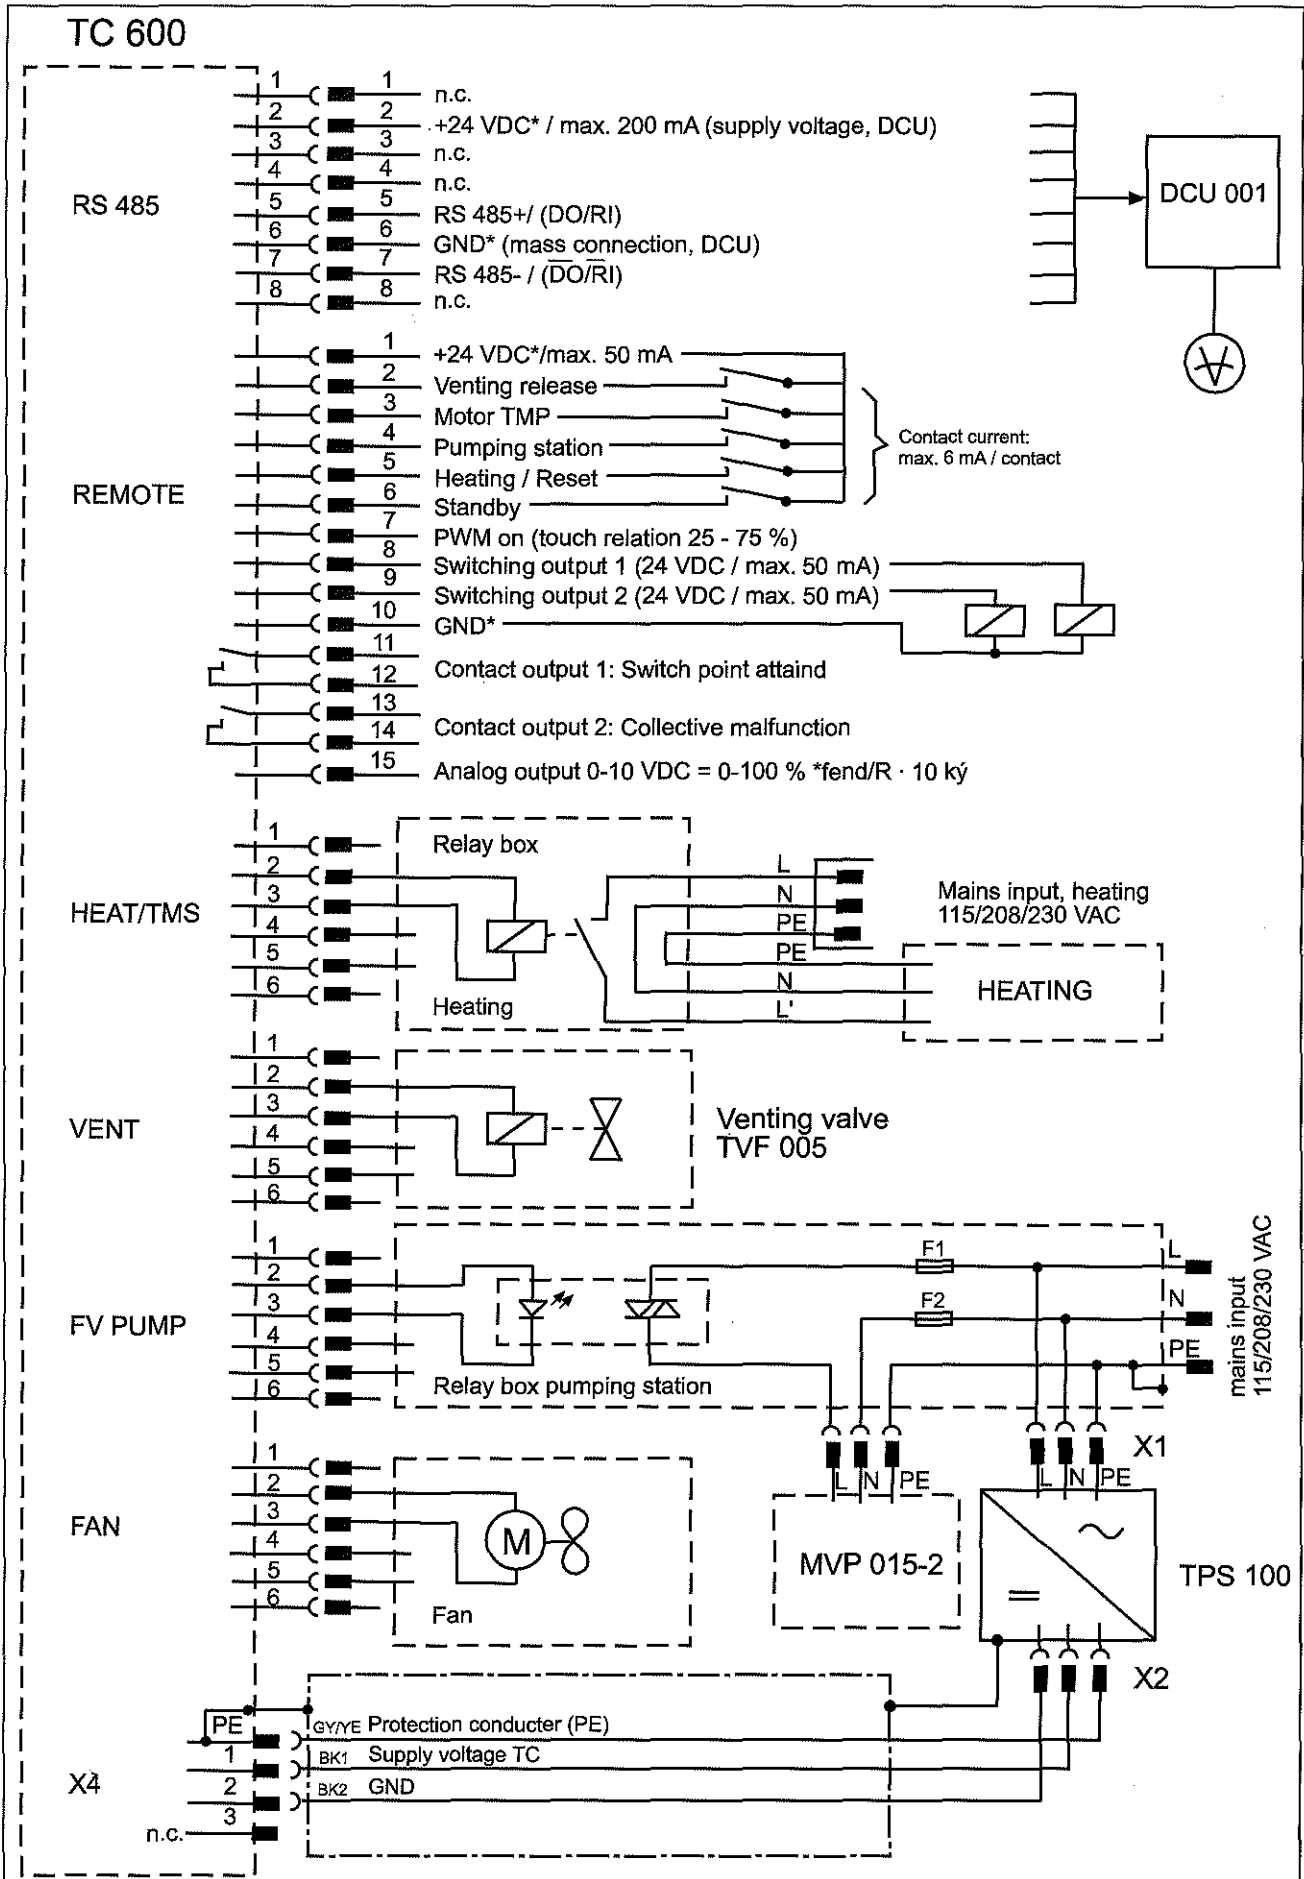 TC 600
RS 485
1 1 n.c.
2 2 +24 VDC* / max. 200 mA (supply voltage, DCU)
3 3 n.c.
4 4 n.c.
5 5 RS 485+/ (DO/RI)
6 6 GND* (mass connection, DCU)
7 7 RS 485- / (D̅O̅/R̅I̅)
8 8 n.c.
DCU 001
REMOTE
1 +24 VDC*/max. 50 mA
2 Venting release
3 Motor TMP
4 Pumping station
5 Heating / Reset
6 Standby
Contact current:
max. 6 mA / contact
7 PWM on (touch relation 25 - 75 %)
8 Switching output 1 (24 VDC / max. 50 mA)
9 Switching output 2 (24 VDC / max. 50 mA)
10 GND*
11
12
Contact output 1: Switch point attaind
13
14
Contact output 2: Collective malfunction
15 Analog output 0-10 VDC = 0-100 % *fend/R · 10 ký
HEAT/TMS
1
2
3
4
5
6
Relay box
Heating
L
N
PE
PE
N
L'
Mains input, heating
115/208/230 VAC
HEATING
VENT
1
2
3
4
5
6
Venting valve
TVF 005
FV PUMP
1
2
3
4
5
6
Relay box pumping station
F1
F2
L
N
PE
mains input
115/208/230 VAC
X1
L N PE
L N PE
MVP 015-2
TPS 100
X2
FAN
1
2
3
4
5
6
M
Fan
X4
PE GY/YE Protection conducter (PE)
1 BK1 Supply voltage TC
2 BK2 GND
3
n.c.